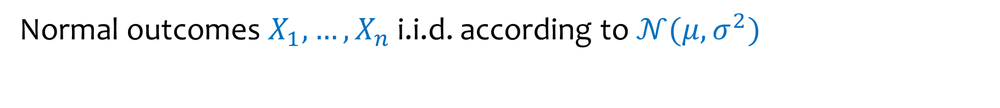 Normal outcomes X₁, … , Xₙ i.i.d. according to 𝒩(μ, σ²)